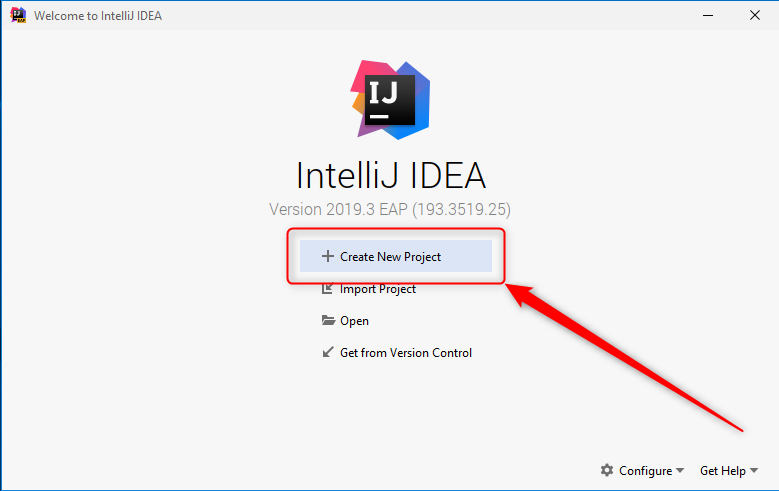 Welcome to IntelliJ IDEA
IJ
IntelliJ IDEA
Version 2019.3 EAP (193.3519.25)
Create New Project
Import Project
Open
Get from Version Control
Configure
Get Help